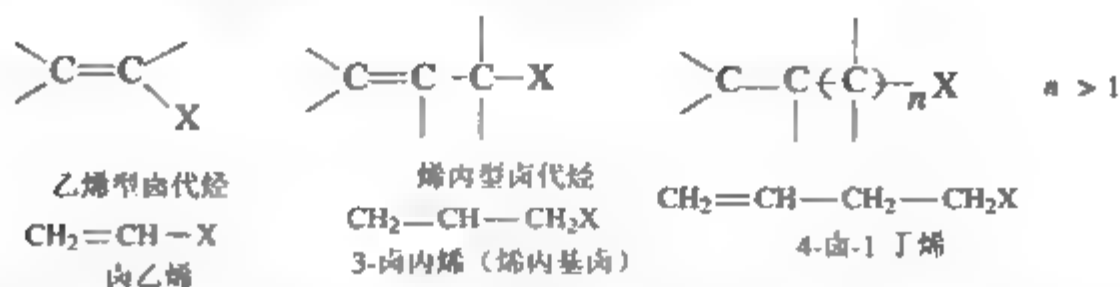 C=C
X
C=C-C-X
C-C(-C-)nX
n > 1
乙烯型卤代烃
烯丙型卤代烃
CH2=CH-X
CH2-CH-CH2X
CH2=CH-CH2-CH2X
卤乙烯
3-卤丙烯（烯丙基卤）
4-卤-1丁烯